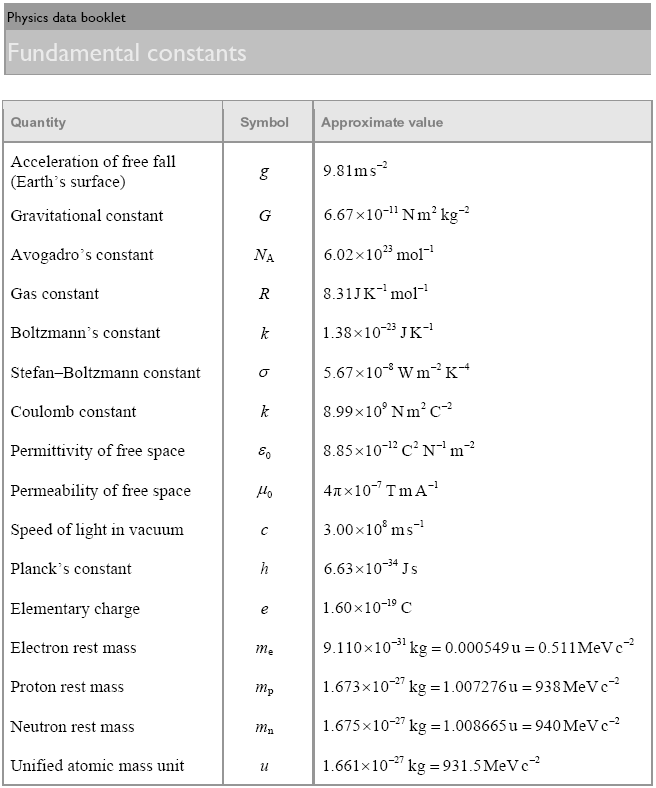 Physics data booklet
Fundamental constants
Quantity Symbol Approximate value
Acceleration of free fall
(Earth's surface) g 9.81 m s⁻²
Gravitational constant G 6.67×10⁻¹¹ N m² kg⁻²
Avogadro's constant N_A 6.02×10²³ mol⁻¹
Gas constant R 8.31 J K⁻¹ mol⁻¹
Boltzmann's constant k 1.38×10⁻²³ J K⁻¹
Stefan–Boltzmann constant σ 5.67×10⁻⁸ W m⁻² K⁻⁴
Coulomb constant k 8.99×10⁹ N m² C⁻²
Permittivity of free space ε₀ 8.85×10⁻¹² C² N⁻¹ m⁻²
Permeability of free space μ₀ 4π×10⁻⁷ T m A⁻¹
Speed of light in vacuum c 3.00×10⁸ m s⁻¹
Planck's constant h 6.63×10⁻³⁴ J s
Elementary charge e 1.60×10⁻¹⁹ C
Electron rest mass mₑ 9.110×10⁻³¹ kg = 0.000549 u = 0.511 MeV c⁻²
Proton rest mass mₚ 1.673×10⁻²⁷ kg = 1.007276 u = 938 MeV c⁻²
Neutron rest mass mₙ 1.675×10⁻²⁷ kg = 1.008665 u = 940 MeV c⁻²
Unified atomic mass unit u 1.661×10⁻²⁷ kg = 931.5 MeV c⁻²